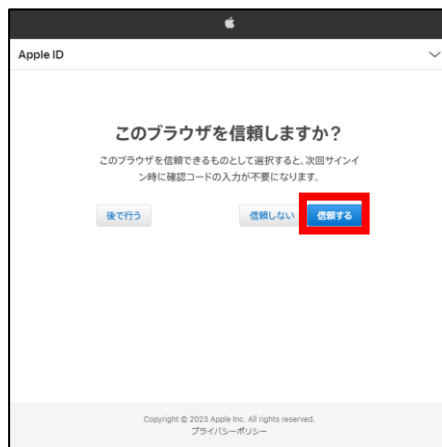 Apple ID
このブラウザを信頼しますか？
このブラウザを信頼できるものとして選択すると、次回サインイ
ン時に確認コードの入力が不要になります。
後で行う 信頼しない 信頼する
Copyright © 2023 Apple Inc. All rights reserved.
プライバシーポリシー